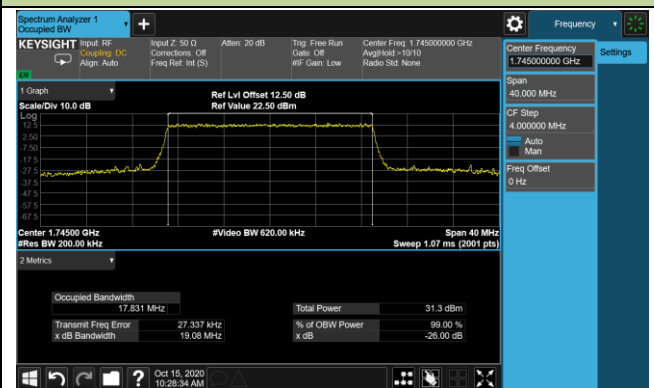 Spectrum Analyzer 1
Occupied BW
+
Frequency
KEYSIGHT
Input: RF
Coupling: DC
Align: Auto
Input Z: 50 Ω
Corrections: Off
Freq Ref: Int (S)
Atten: 20 dB
Trig: Free Run
Gate: Off
#IF Gain: Low
Center Freq: 1.745000000 GHz
Avg|Hold:>10/10
Radio Std: None
LXI
Center Frequency
1.745000000 GHz
Settings
Span
40.000 MHz
CF Step
4.000000 MHz
Auto
Man
Freq Offset
0 Hz
1 Graph
Scale/Div 10.0 dB
Ref Lvl Offset 12.50 dB
Ref Value 22.50 dBm
Log
12.5
2.50
-7.50
-17.5
-27.5
-37.5
-47.5
-57.5
-67.5
Center 1.74500 GHz
#Res BW 200.00 kHz
#Video BW 620.00 kHz
Span 40 MHz
Sweep 1.07 ms (2001 pts)
2 Metrics
Occupied Bandwidth
17.831 MHz
Total Power 31.3 dBm
Transmit Freq Error 27.337 kHz
% of OBW Power 99.00 %
x dB Bandwidth 19.08 MHz
x dB -26.00 dB
?
Oct 15, 2020
10:28:34 AM